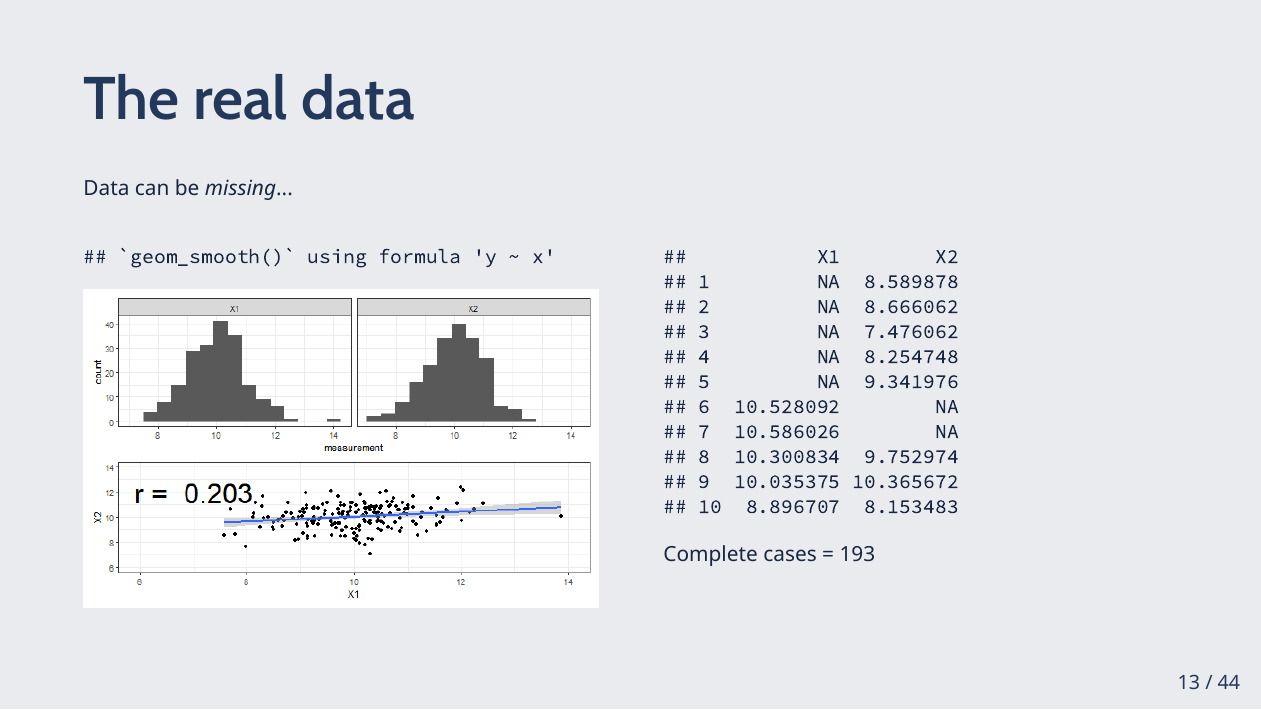 The real data
Data can be missing...
## `geom_smooth()` using formula 'y ~ x'
X1 X2
40
30
20
10
0
count
8 10 12 14 8 10 12 14
measurement
14
12
10
8
6
X2
r = 0.203
6 8 10 12 14
X1
## X1 X2
## 1 NA 8.589878
## 2 NA 8.666062
## 3 NA 7.476062
## 4 NA 8.254748
## 5 NA 9.341976
## 6 10.528092 NA
## 7 10.586026 NA
## 8 10.300834 9.752974
## 9 10.035375 10.365672
## 10 8.896707 8.153483
Complete cases = 193
13 / 44